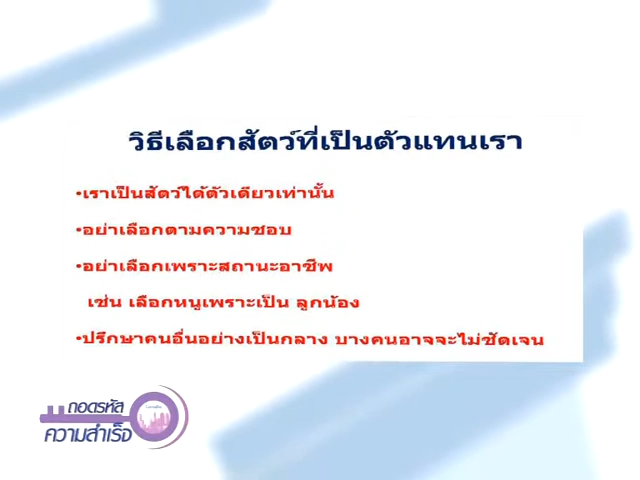 วิธีเลือกสัตว์ที่เป็นตัวแทนเรา
•เราเป็นสัตว์ได้ตัวเดียวเท่านั้น
•อย่าเลือกตามความชอบ
•อย่าเลือกเพราะสถานะอาชีพ
เช่น เลือกหนูเพราะเป็น ลูกน้อง
•ปรึกษาคนอื่นอย่างเป็นกลาง บางคนอาจจะไม่ชัดเจน
ถอดรหัส
ความสำเร็จ